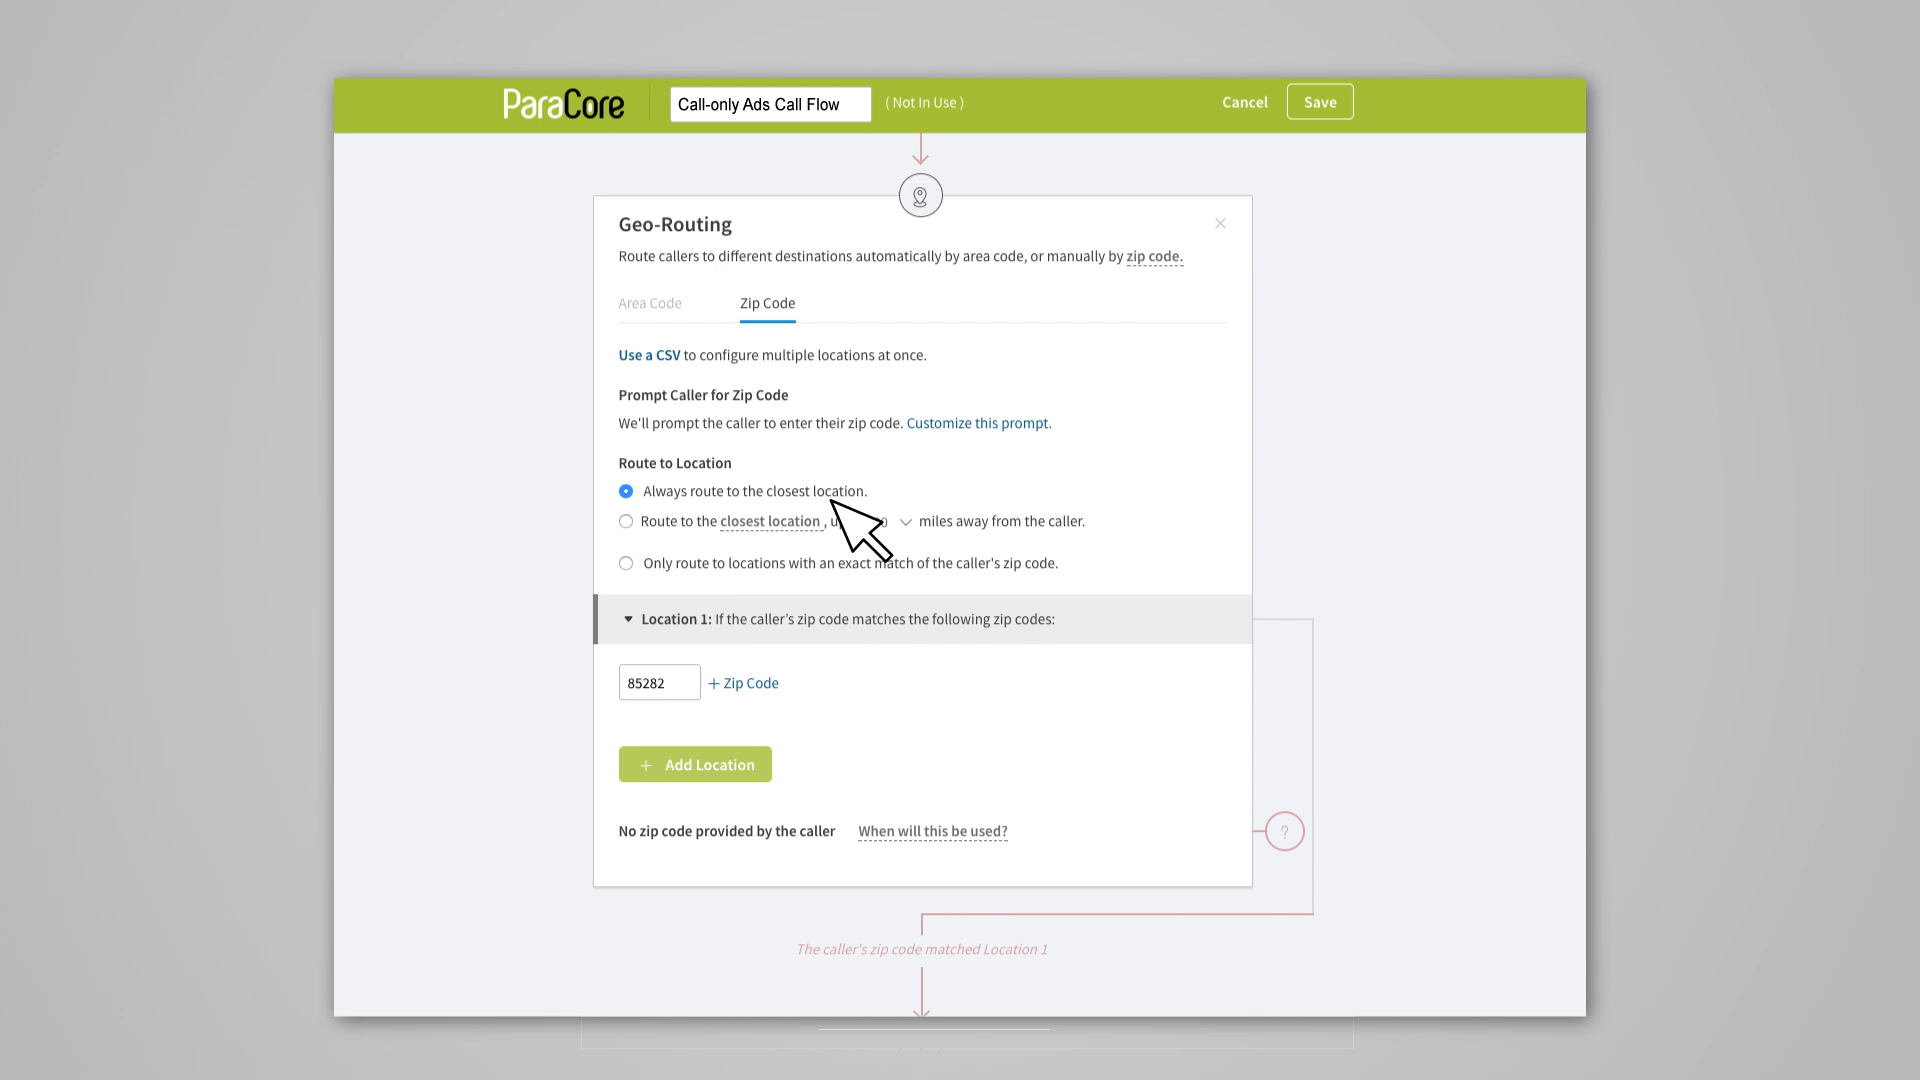 ParaCore
Call-only Ads Call Flow
( Not In Use )
Cancel
Save
Geo-Routing
Route callers to different destinations automatically by area code, or manually by zip code.
Area Code
Zip Code
Use a CSV to configure multiple locations at once.
Prompt Caller for Zip Code
We'll prompt the caller to enter their zip code. Customize this prompt.
Route to Location
Always route to the closest location.
Route to the closest location , miles away from the caller.
Only route to locations with an exact match of the caller's zip code.
Location 1: If the caller’s zip code matches the following zip codes:
85282
+ Zip Code
+ Add Location
No zip code provided by the caller
When will this be used?
?
The caller's zip code matched Location 1